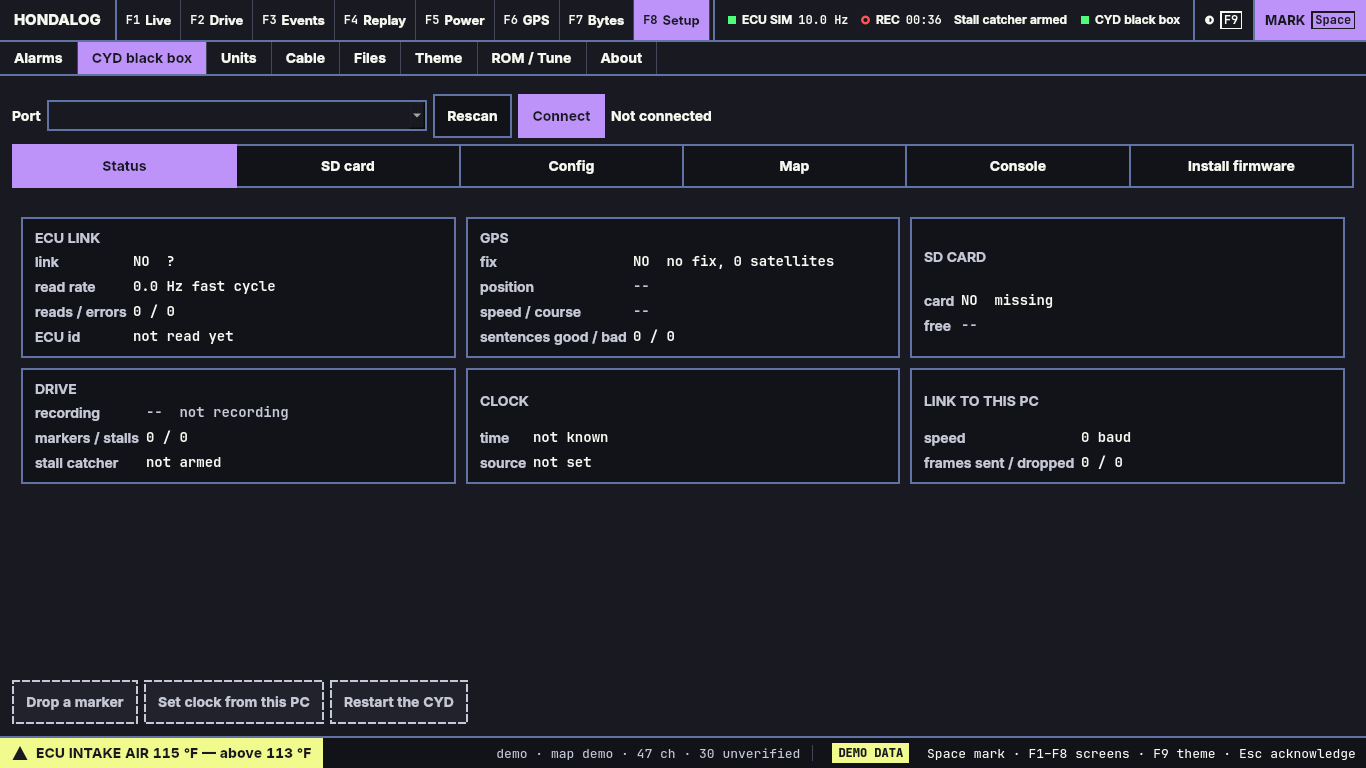 HONDALOG F1 Live F2 Drive F3 Events F4 Replay F5 Power F6 GPS F7 Bytes F8 Setup ECU SIM 10.0 Hz REC 00:36 Stall catcher armed CYD black box F9 MARK Space
Alarms CYD black box Units Cable Files Theme ROM / Tune About
Port Rescan Connect Not connected
Status SD card Config Map Console Install firmware
ECU LINK
link NO ?
read rate 0.0 Hz fast cycle
reads / errors 0 / 0
ECU id not read yet
GPS
fix NO no fix, 0 satellites
position --
speed / course --
sentences good / bad 0 / 0
SD CARD
card NO missing
free --
DRIVE
recording -- not recording
markers / stalls 0 / 0
stall catcher not armed
CLOCK
time not known
source not set
LINK TO THIS PC
speed 0 baud
frames sent / dropped 0 / 0
Drop a marker Set clock from this PC Restart the CYD
ECU INTAKE AIR 115 °F — above 113 °F demo · map demo · 47 ch · 30 unverified DEMO DATA Space mark · F1–F8 screens · F9 theme · Esc acknowledge